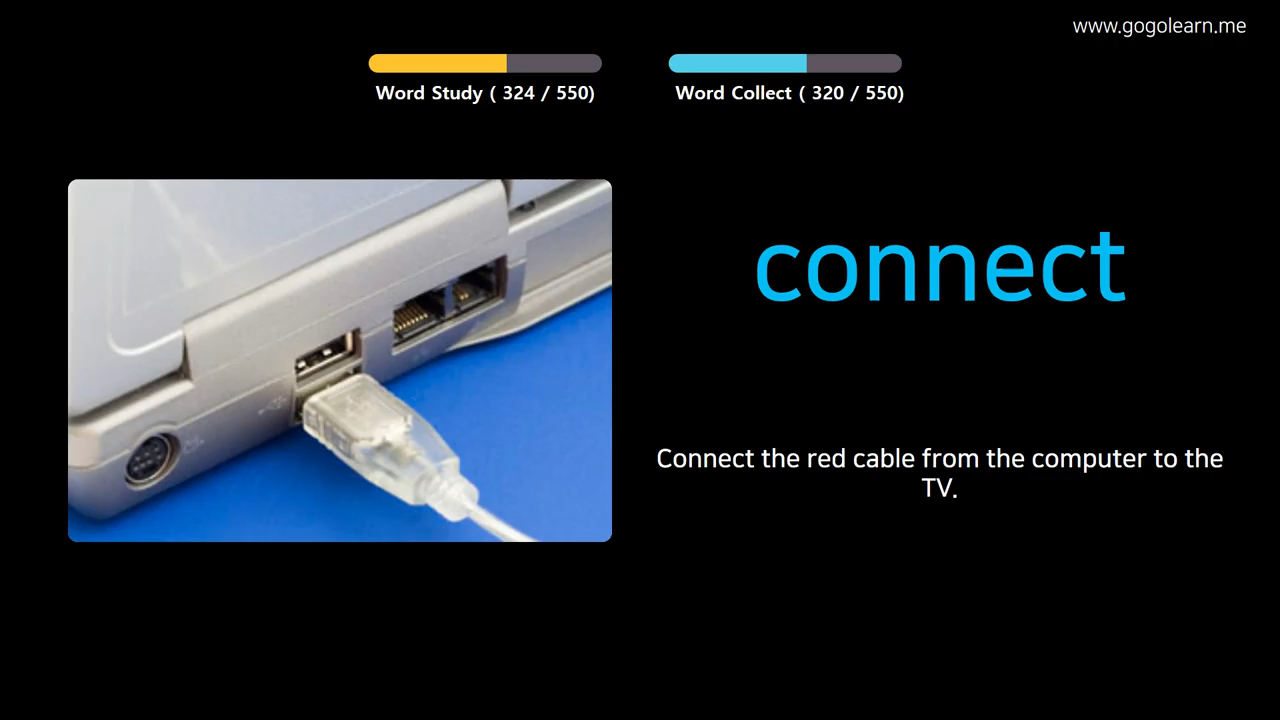 www.gogolearn.me
Word Study ( 324 / 550)
Word Collect ( 320 / 550)
connect
Connect the red cable from the computer to the
TV.